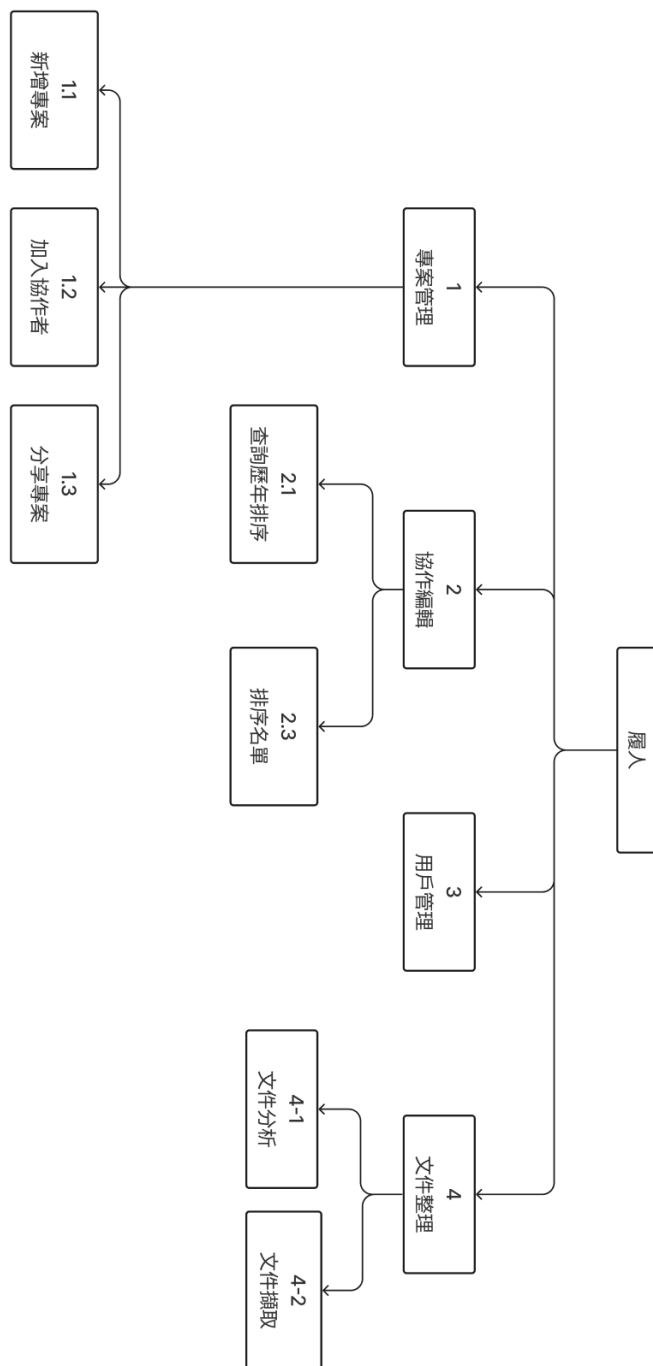 履人
1
專案管理
2
協作編輯
3
用戶管理
4
文件整理
1.1
新增專案
1.2
加入協作者
1.3
分享專案
2.1
查詢歷年排序
2.3
排序名單
4-1
文件分析
4-2
文件擷取